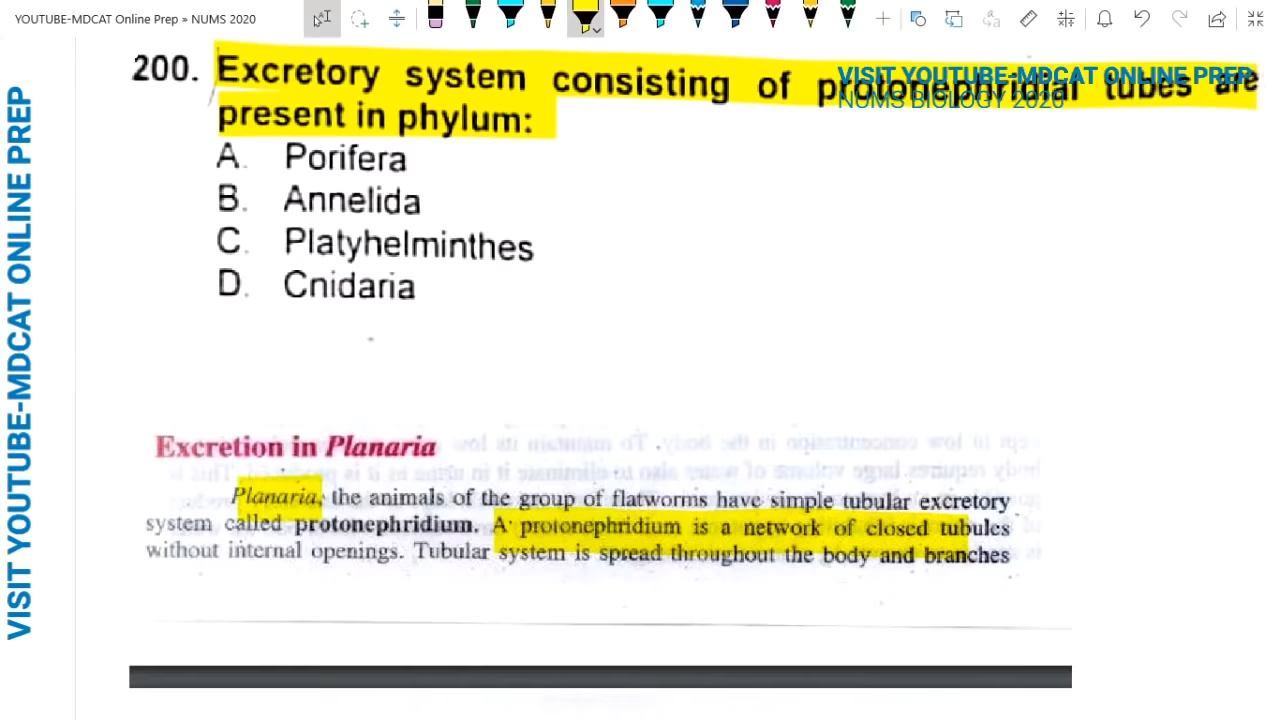 YOUTUBE-MDCAT Online Prep » NUMS 2020
VISIT YOUTUBE-MDCAT ONLINE PREP
200. Excretory system consisting of protonephridial tubes are
present in phylum:
VISIT YOUTUBE-MDCAT ONLINE PREP
NUMS BIOLOGY 2020
A. Porifera
B. Annelida
C. Platyhelminthes
D. Cnidaria
Excretion in Planaria
Planaria, the animals of the group of flatworms have simple tubular excretory
system called protonephridium. A protonephridium is a network of closed tubules
without internal openings. Tubular system is spread throughout the body and branches